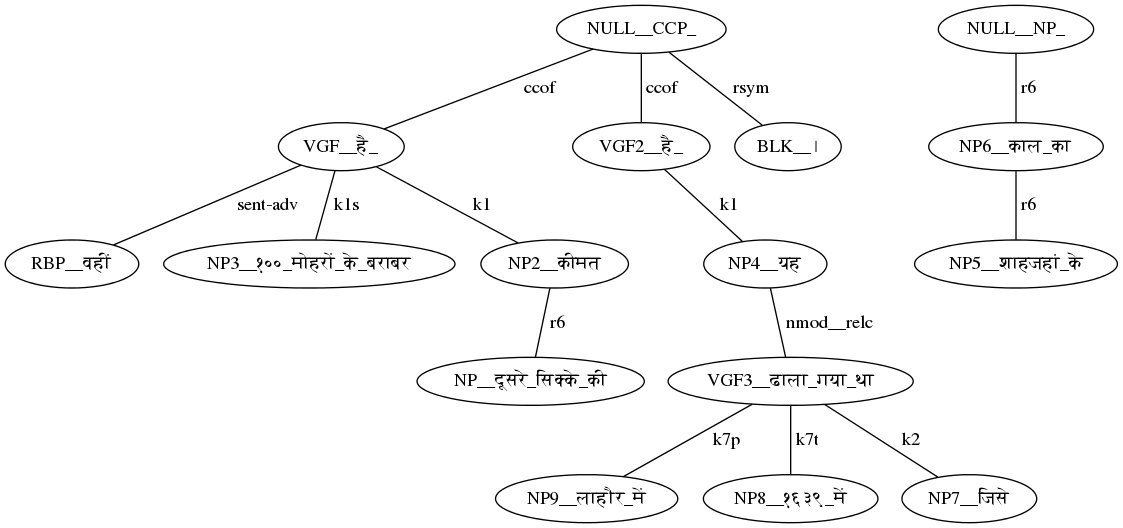 NULL__CCP_ NULL__NP_
ccof ccof rsym r6
VGF__है_ VGF2__है_ BLK__। NP6__काल_का
sent-adv k1s k1 k1 r6
RBP__वहीं NP3__१००_मोहरों_के_बराबर NP2__कीमत NP4__यह NP5__शाहजहां_के
r6 nmod__relc
NP__दूसरे_सिक्के_की VGF3__ढाला_गया_था
k7p k7t k2
NP9__लाहौर_में NP8__१६३९_में NP7__जिसे